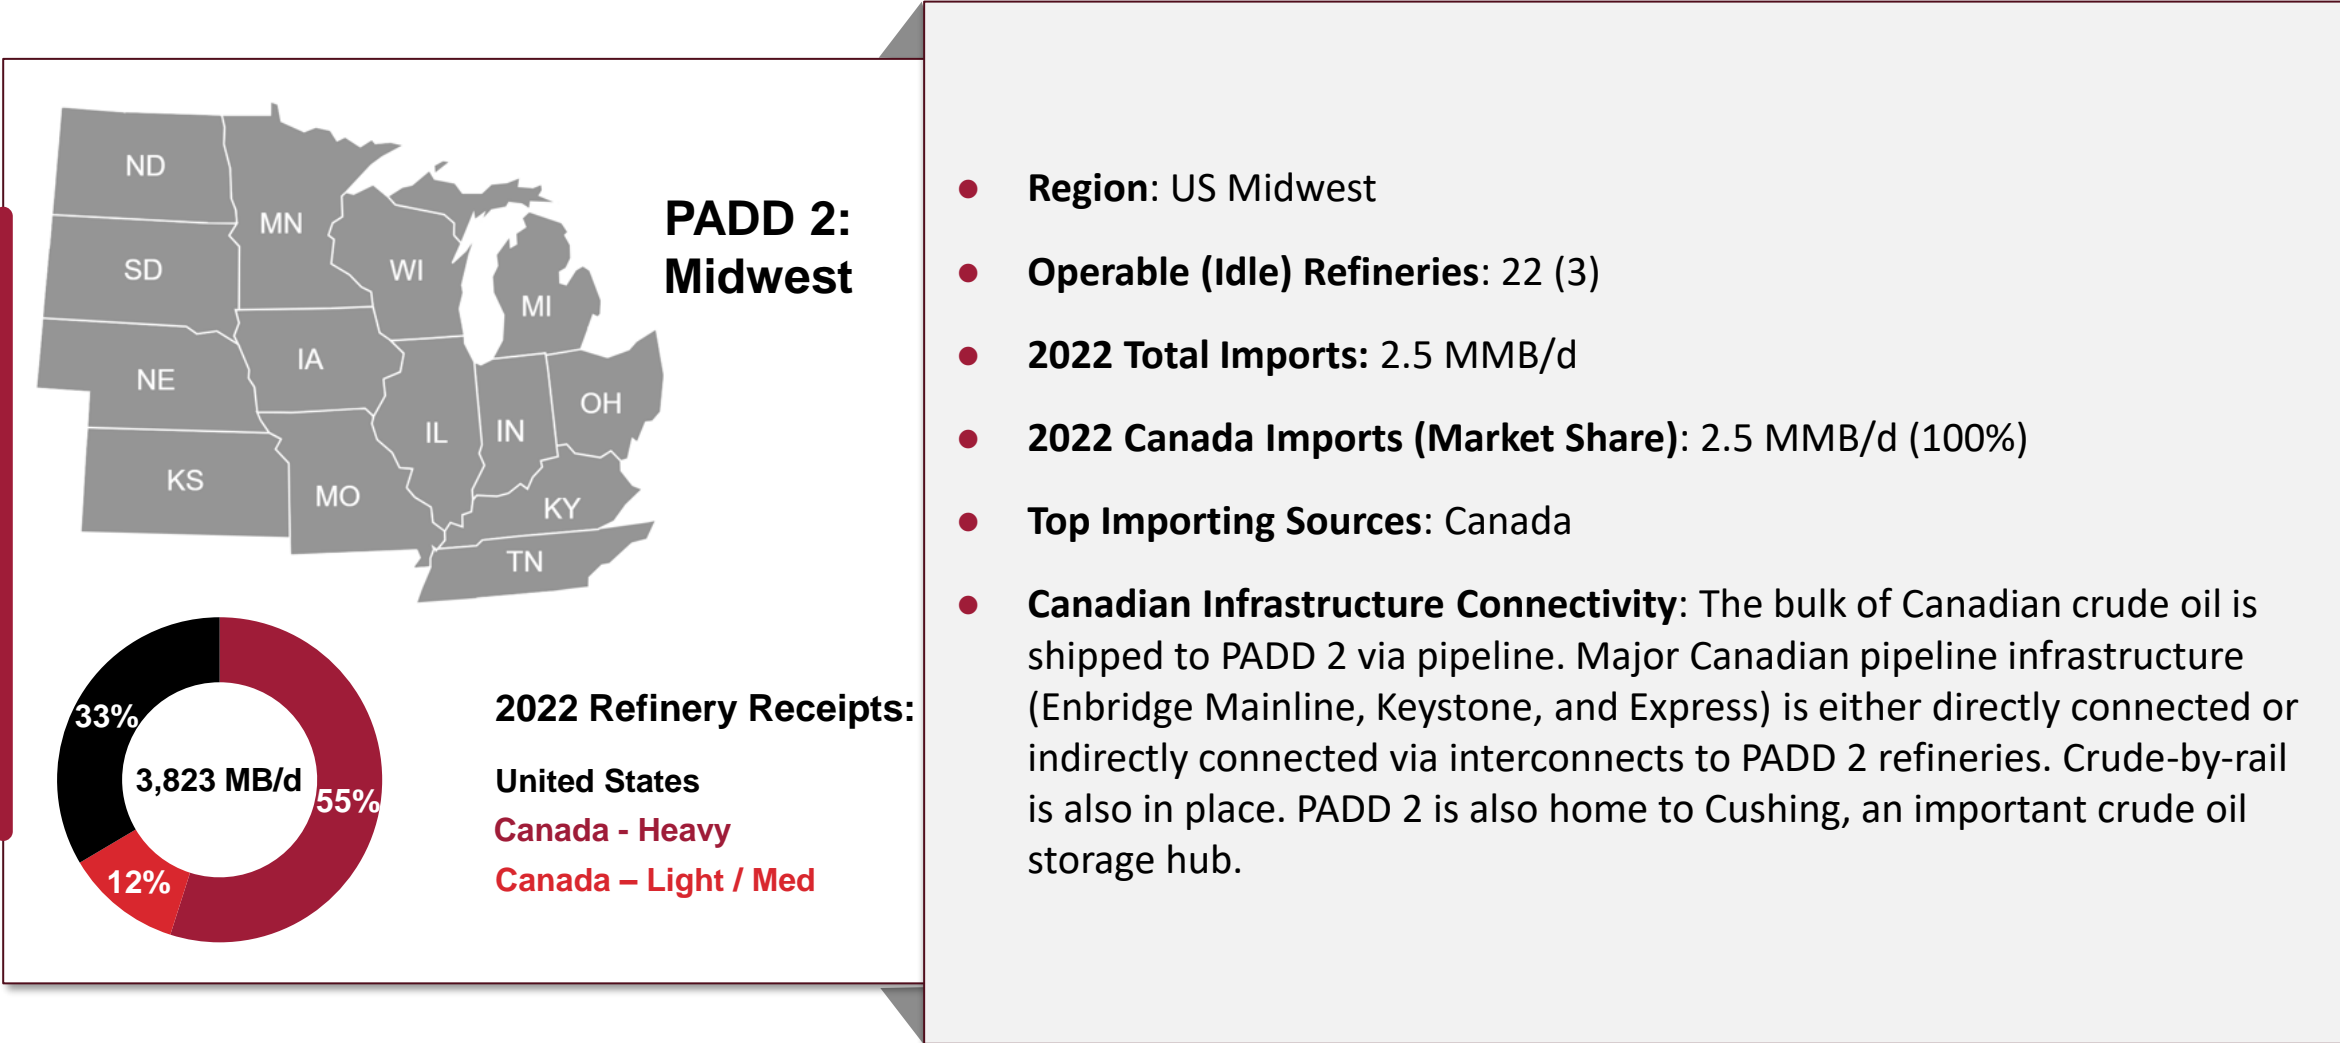 ND
MN
SD
WI
MI
NE
IA
IL
IN
OH
KS
MO
KY
TN
PADD 2:
Midwest
33%
3,823 MB/d
55%
12%
2022 Refinery Receipts:
United States
Canada - Heavy
Canada – Light / Med
● Region: US Midwest
● Operable (Idle) Refineries: 22 (3)
● 2022 Total Imports: 2.5 MMB/d
● 2022 Canada Imports (Market Share): 2.5 MMB/d (100%)
● Top Importing Sources: Canada
● Canadian Infrastructure Connectivity: The bulk of Canadian crude oil is
shipped to PADD 2 via pipeline. Major Canadian pipeline infrastructure
(Enbridge Mainline, Keystone, and Express) is either directly connected or
indirectly connected via interconnects to PADD 2 refineries. Crude-by-rail
is also in place. PADD 2 is also home to Cushing, an important crude oil
storage hub.